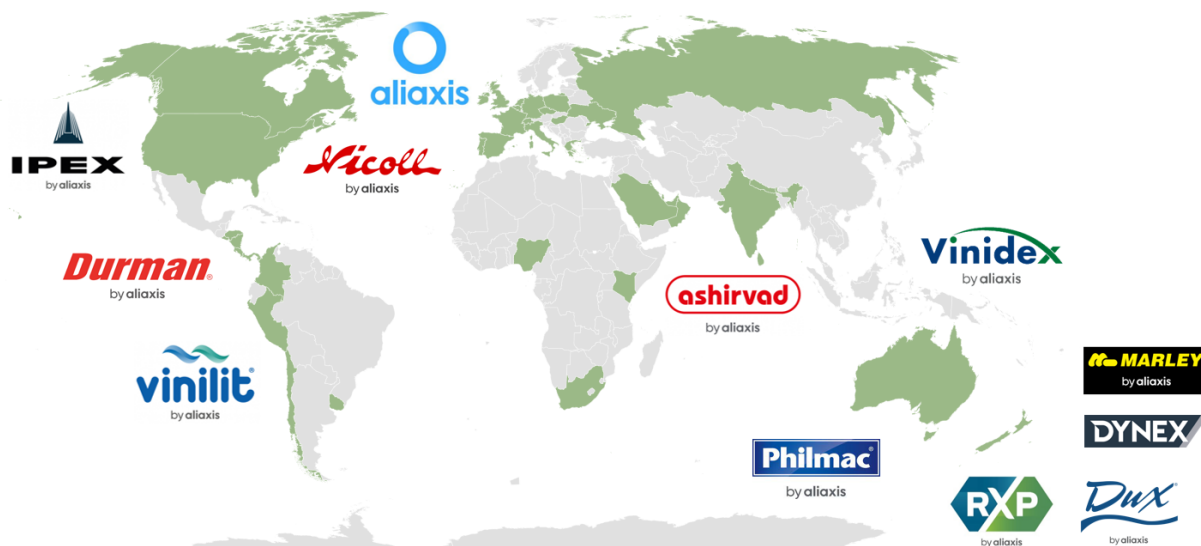 aliaxis
IPEX
by aliaxis
Nicoll
by aliaxis
Vinidex
by aliaxis
Durman®
by aliaxis
ashirvad
by aliaxis
vinilit®
by aliaxis
MARLEY
by aliaxis
DYNEX
Philmac®
by aliaxis
RXP
by aliaxis
Dux®
by aliaxis